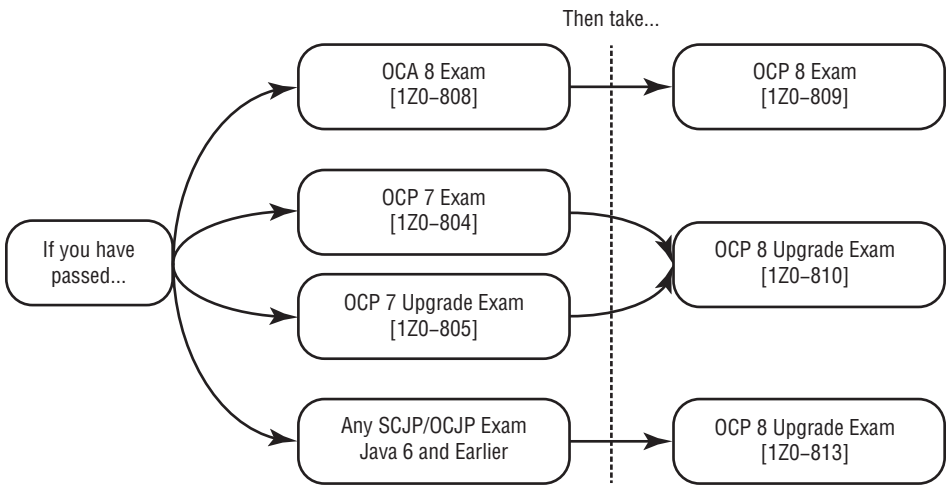 Then take...
OCA 8 Exam
[1Z0–808]
OCP 8 Exam
[1Z0–809]
OCP 7 Exam
[1Z0–804]
If you have
passed...
OCP 8 Upgrade Exam
[1Z0–810]
OCP 7 Upgrade Exam
[1Z0–805]
Any SCJP/OCJP Exam
Java 6 and Earlier
OCP 8 Upgrade Exam
[1Z0–813]